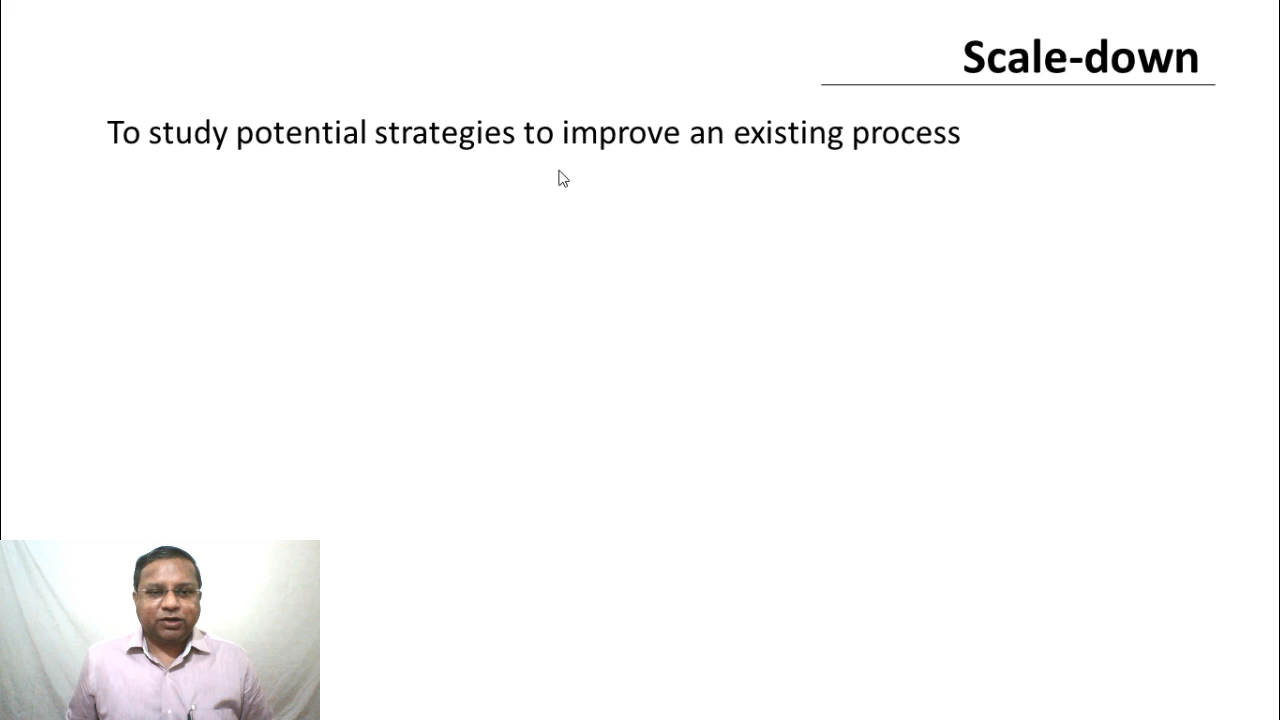 Scale-down
To study potential strategies to improve an existing process